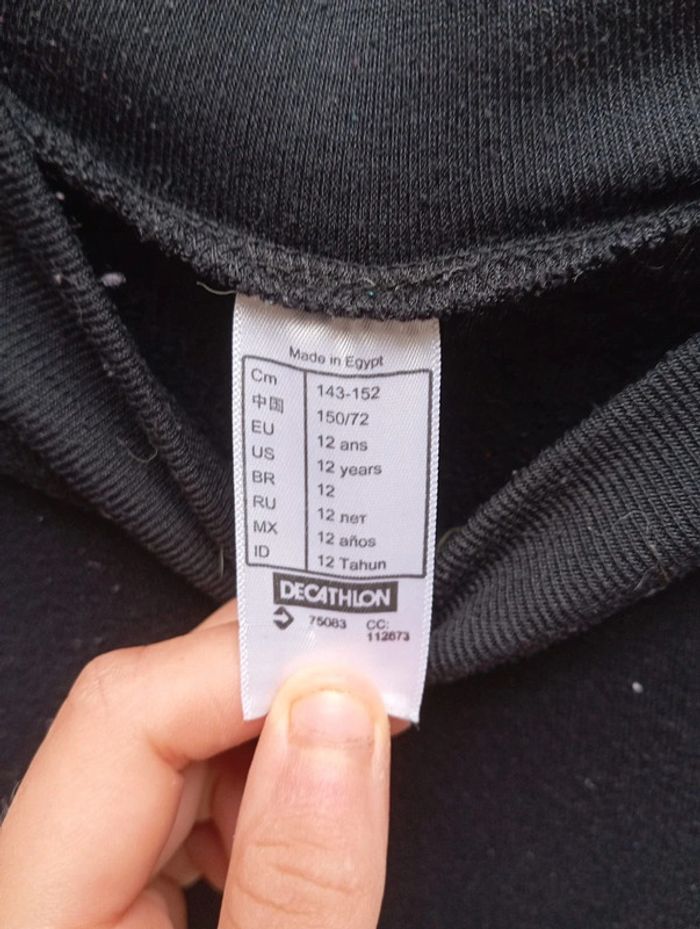 Made in Egypt
Cm 143-152
中国 150/72
EU 12 ans
US 12 years
BR 12
RU 12 лет
MX 12 años
ID 12 Tahun
DECATHLON
75083 CC:
112673